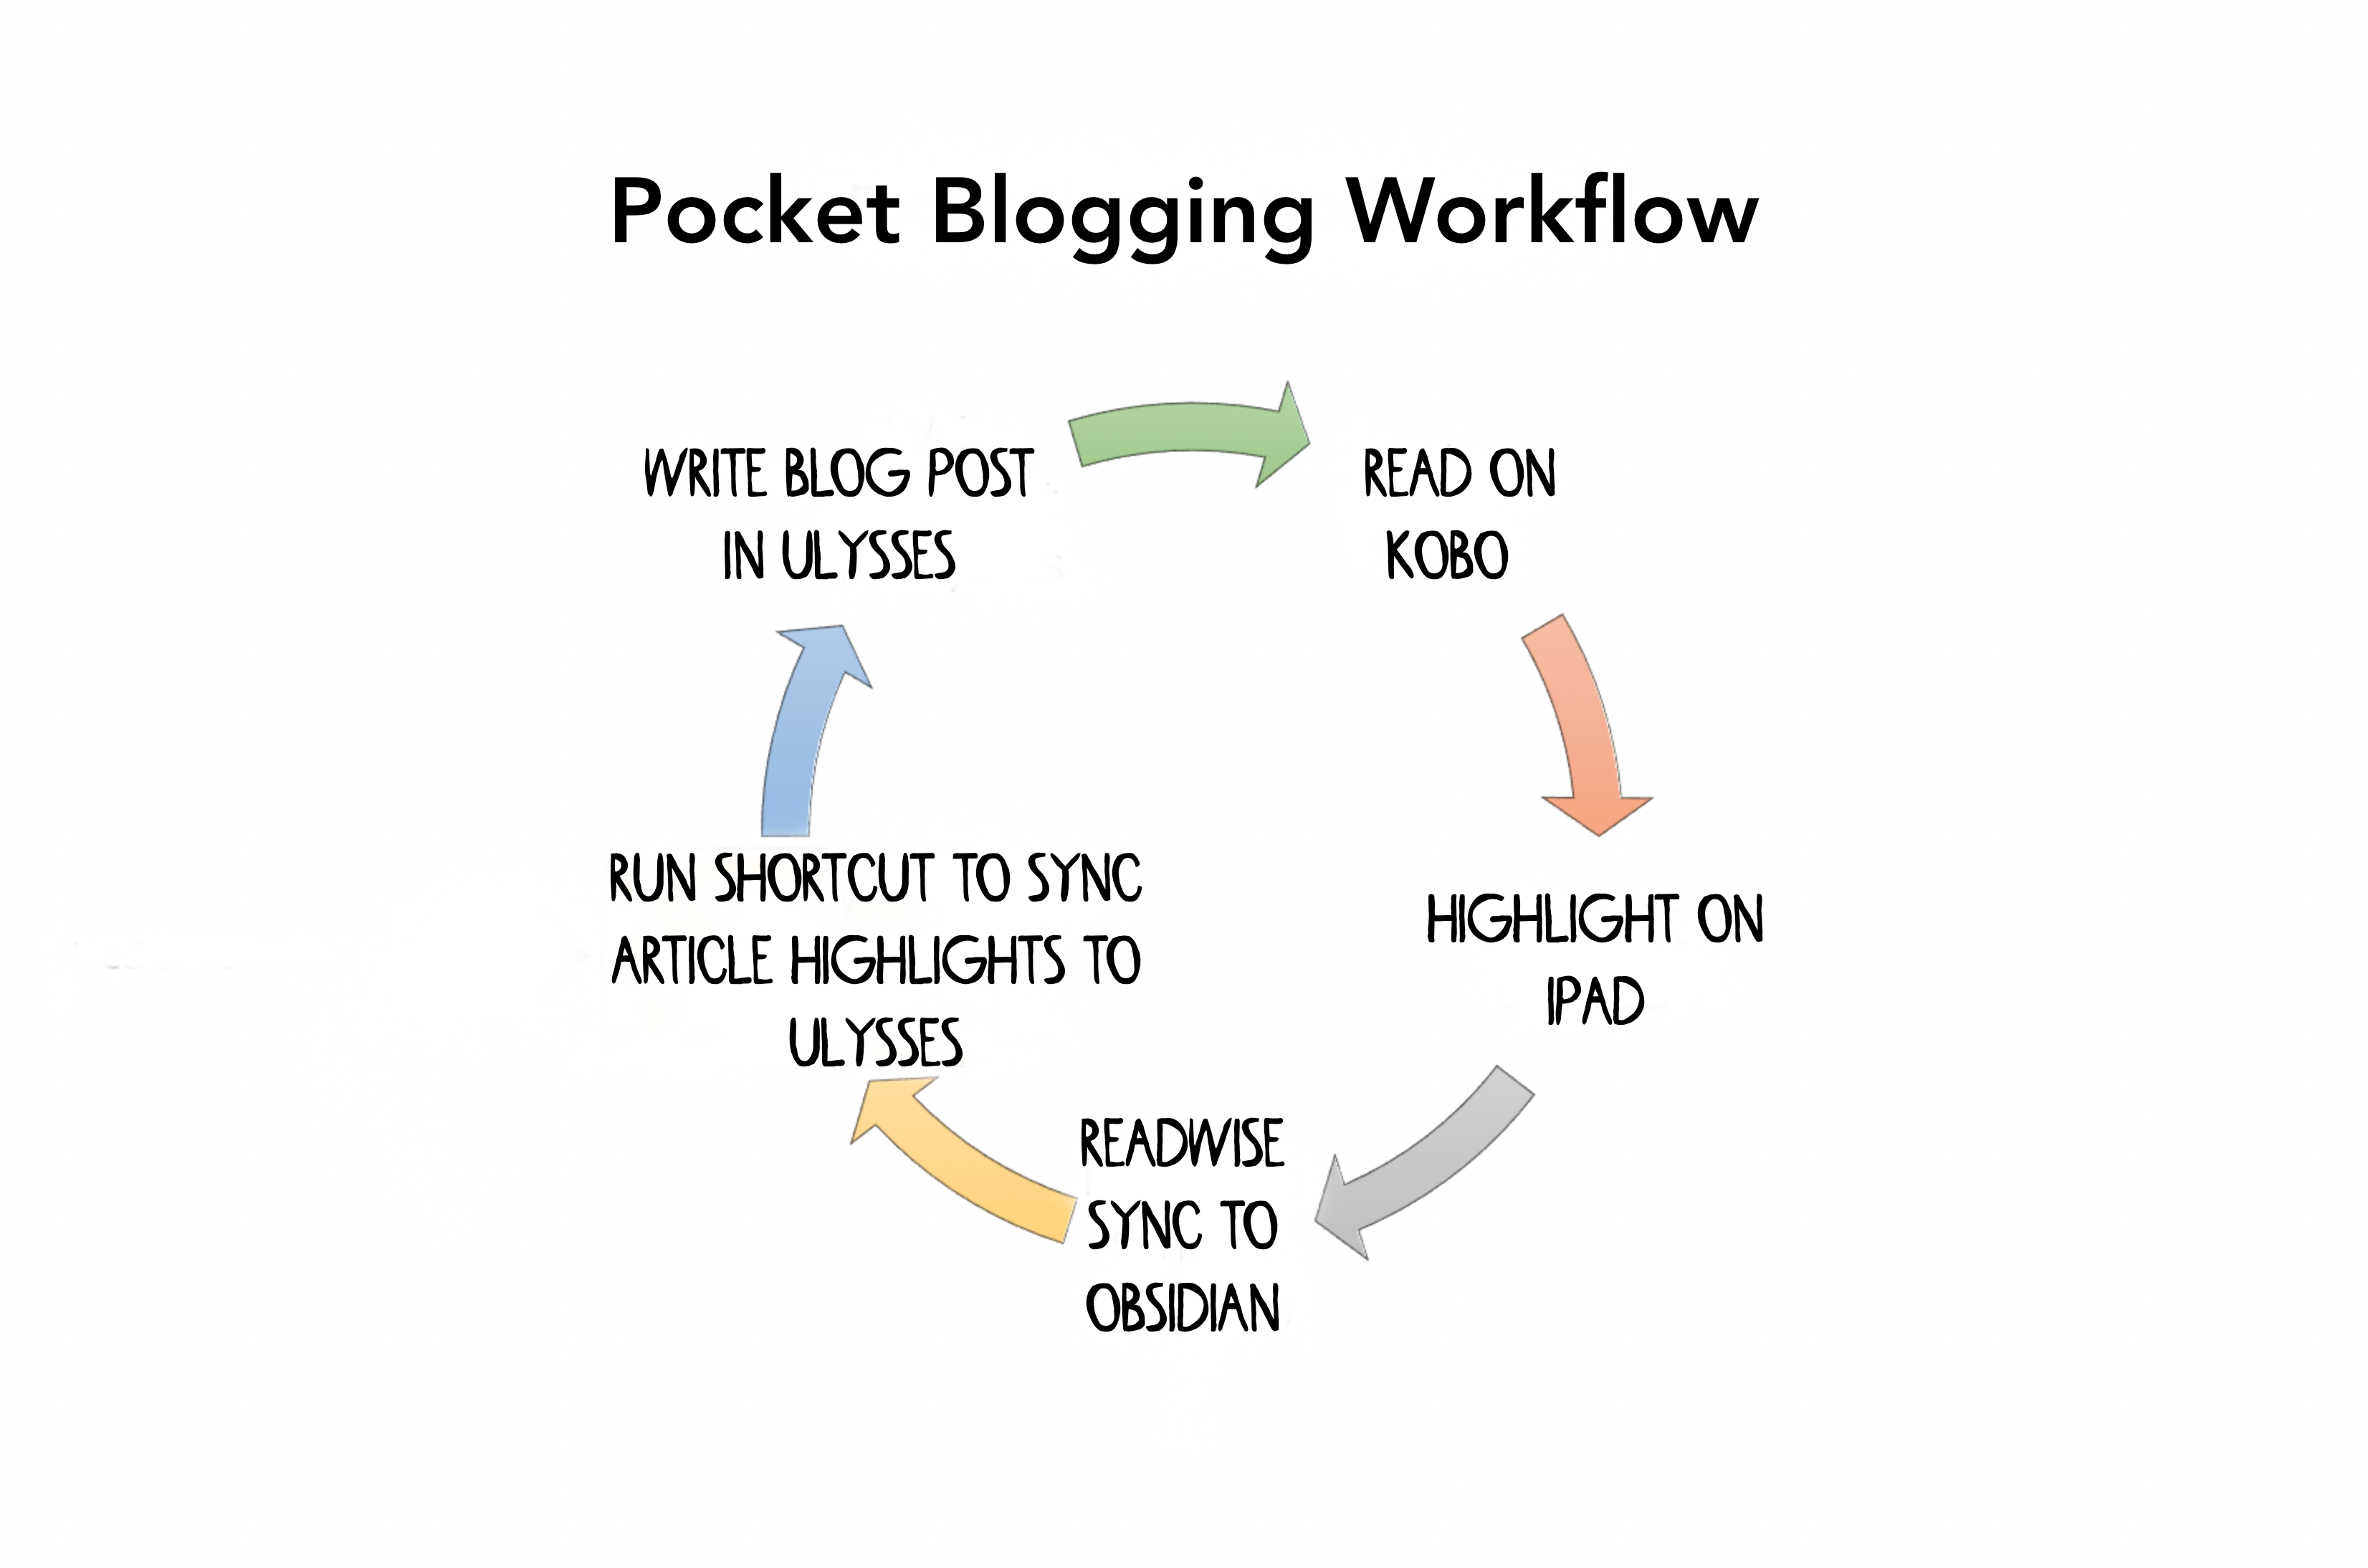 Pocket Blogging Workflow
WRITE BLOG POST
IN ULYSSES
READ ON
KOBO
HIGHLIGHT ON
IPAD
READWISE
SYNC TO
OBSIDIAN
RUN SHORTCUT TO SYNC
ARTICLE HIGHLIGHTS TO
ULYSSES